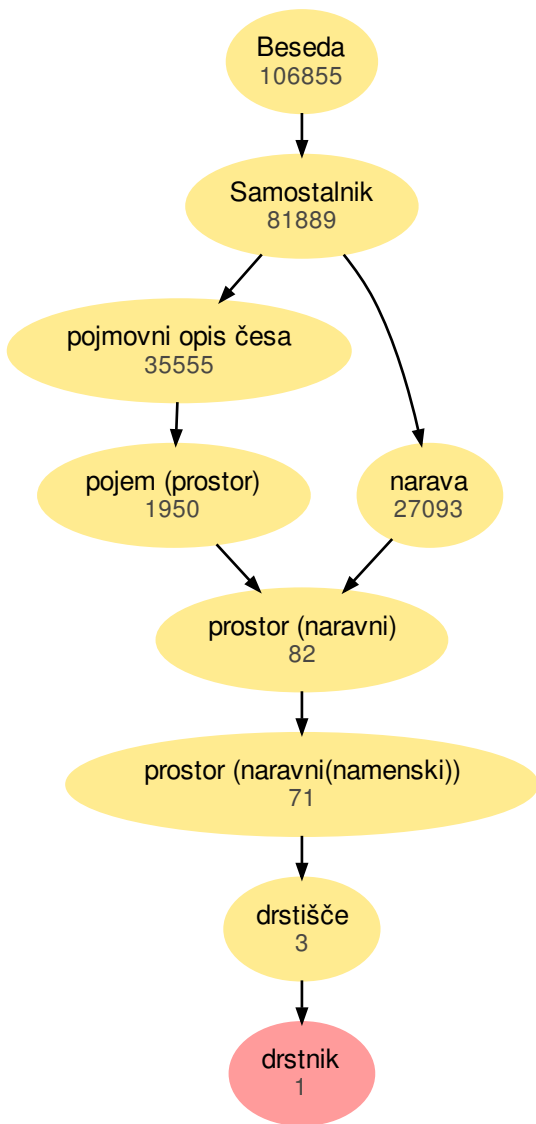 Beseda
106855
Samostalnik
81889
pojmovni opis česa
35555
pojem (prostor)
1950
narava
27093
prostor (naravni)
82
prostor (naravni(namenski))
71
drstišče
3
drstnik
1